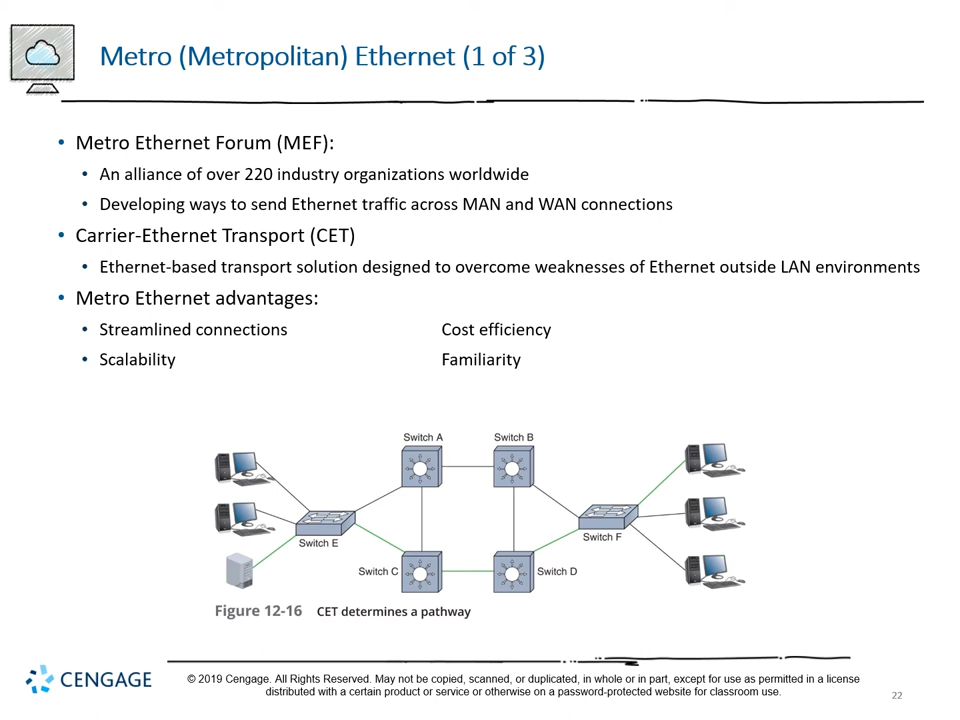 Metro (Metropolitan) Ethernet (1 of 3)
• Metro Ethernet Forum (MEF):
• An alliance of over 220 industry organizations worldwide
• Developing ways to send Ethernet traffic across MAN and WAN connections
• Carrier-Ethernet Transport (CET)
• Ethernet-based transport solution designed to overcome weaknesses of Ethernet outside LAN environments
• Metro Ethernet advantages:
• Streamlined connections Cost efficiency
• Scalability Familiarity
Switch A Switch B
Switch E Switch F
Switch C Switch D
Figure 12-16 CET determines a pathway
CENGAGE
© 2019 Cengage. All Rights Reserved. May not be copied, scanned, or duplicated, in whole or in part, except for use as permitted in a license
distributed with a certain product or service or otherwise on a password-protected website for classroom use.
22